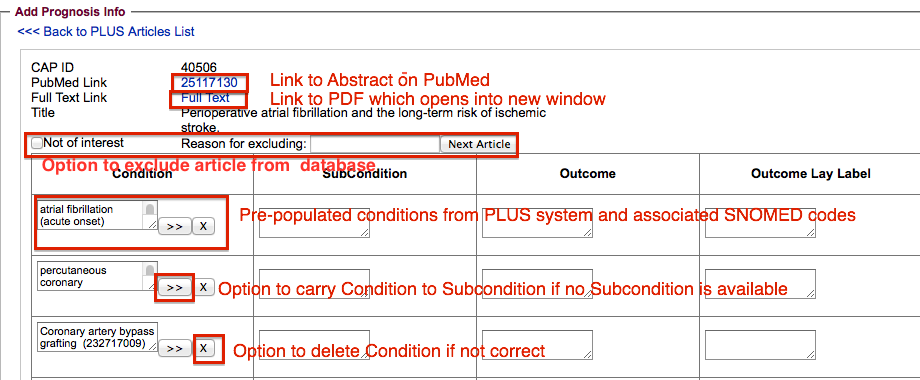 Add Prognosis Info
<<< Back to PLUS Articles List
CAP ID 40506
PubMed Link 25117130 Link to Abstract on PubMed
Full Text Link Full Text Link to PDF which opens into new window
Title Perioperative atrial fibrillation and the long-term risk of ischemic
stroke.
Not of interest Reason for excluding: Next Article
Option to exclude article from database
Condition SubCondition Outcome Outcome Lay Label
atrial fibrillation
(acute onset) >> X Pre-populated conditions from PLUS system and associated SNOMED codes
percutaneous
coronary >> X Option to carry Condition to Subcondition if no Subcondition is available
Coronary artery bypass
grafting (232717009) >> X Option to delete Condition if not correct